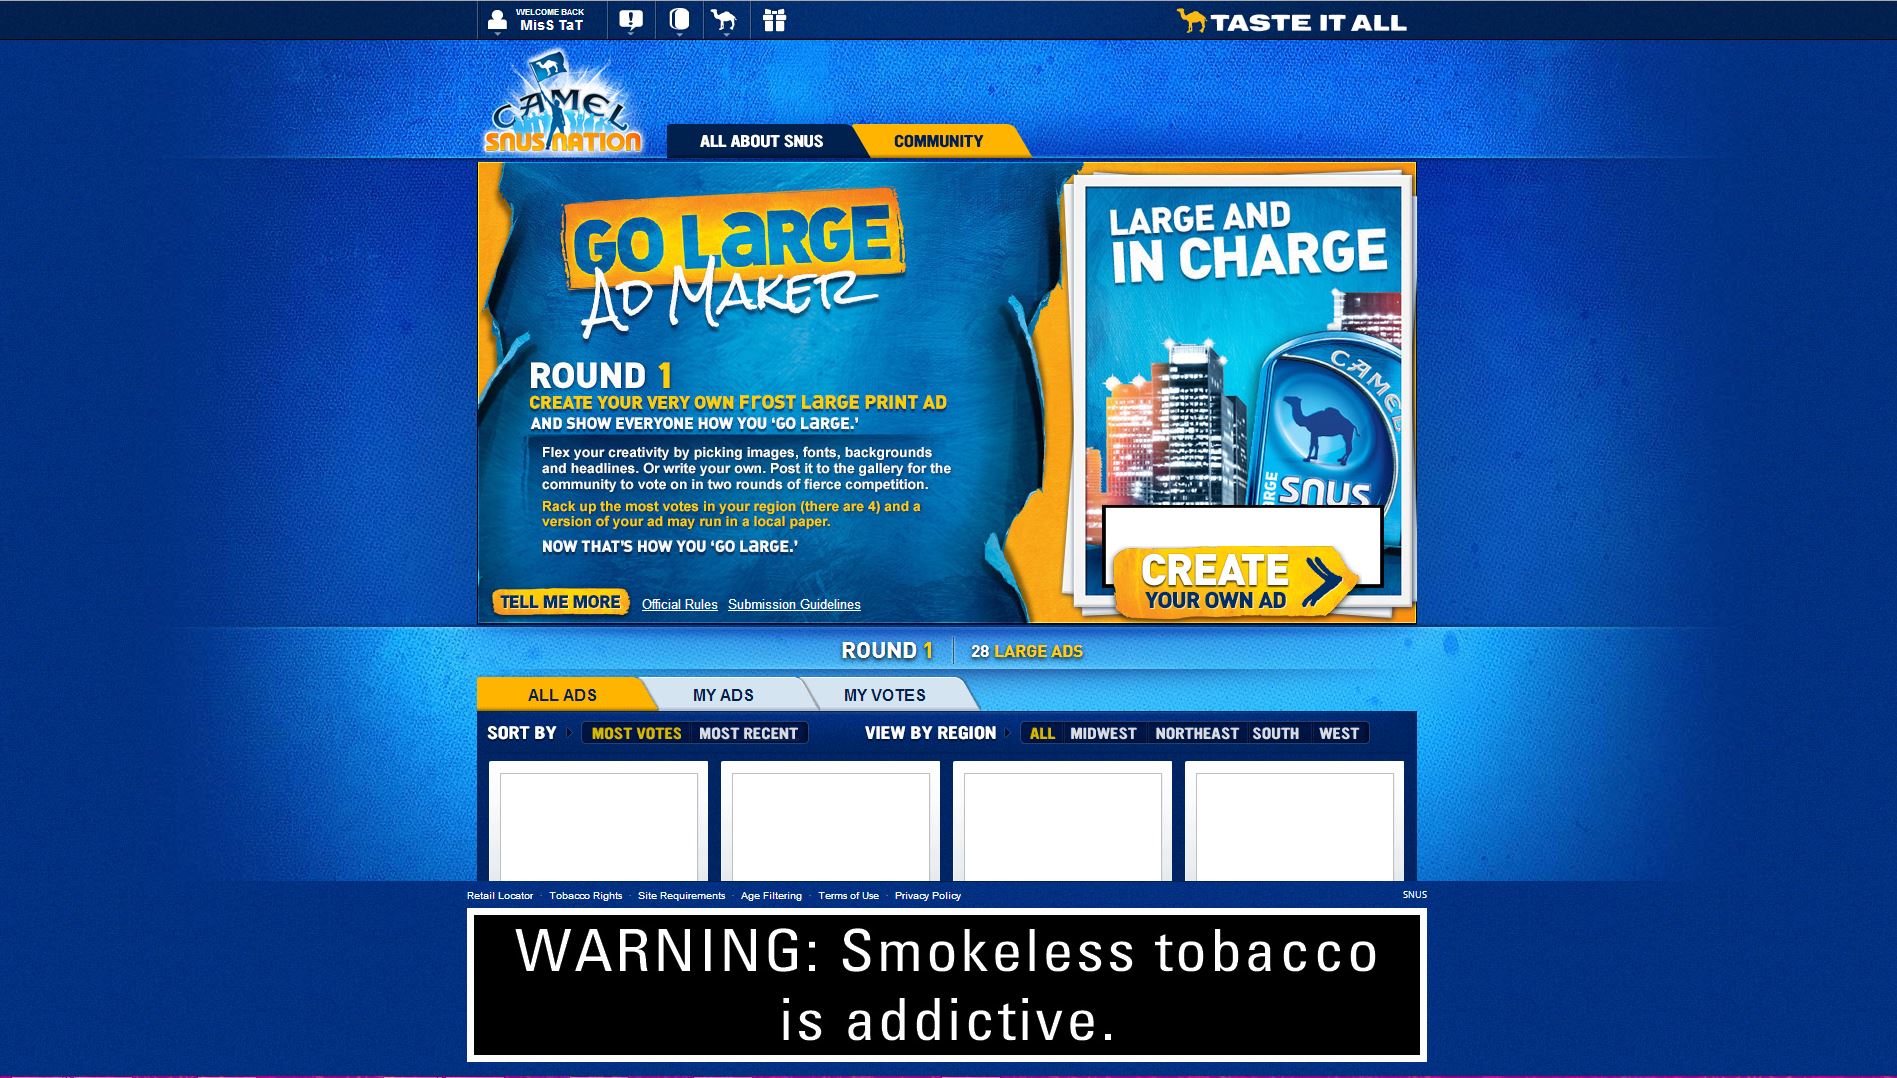 WELCOME BACK
MisS TaT
TASTE IT ALL
CAMEL
SNUS NATION
ALL ABOUT SNUS
COMMUNITY
GO LaRGE
AD MAKER
ROUND 1
CREATE YOUR VERY OWN FrOST LarGE PRINT AD
AND SHOW EVERYONE HOW YOU ‘GO LarGE.’
Flex your creativity by picking images, fonts, backgrounds
and headlines. Or write your own. Post it to the gallery for the
community to vote on in two rounds of fierce competition.
Rack up the most votes in your region (there are 4) and a
version of your ad may run in a local paper.
NOW THAT'S HOW YOU ‘GO LarGE.’
TELL ME MORE
Official Rules
Submission Guidelines
LARGE AND
IN CHARGE
CAMEL
SNUS
CREATE
YOUR OWN AD
ROUND 1
28 LARGE ADS
ALL ADS
MY ADS
MY VOTES
SORT BY
MOST VOTES
MOST RECENT
VIEW BY REGION
ALL
MIDWEST
NORTHEAST
SOUTH
WEST
Retail Locator · Tobacco Rights · Site Requirements · Age Filtering · Terms of Use · Privacy Policy
SNUS
WARNING: Smokeless tobacco
is addictive.